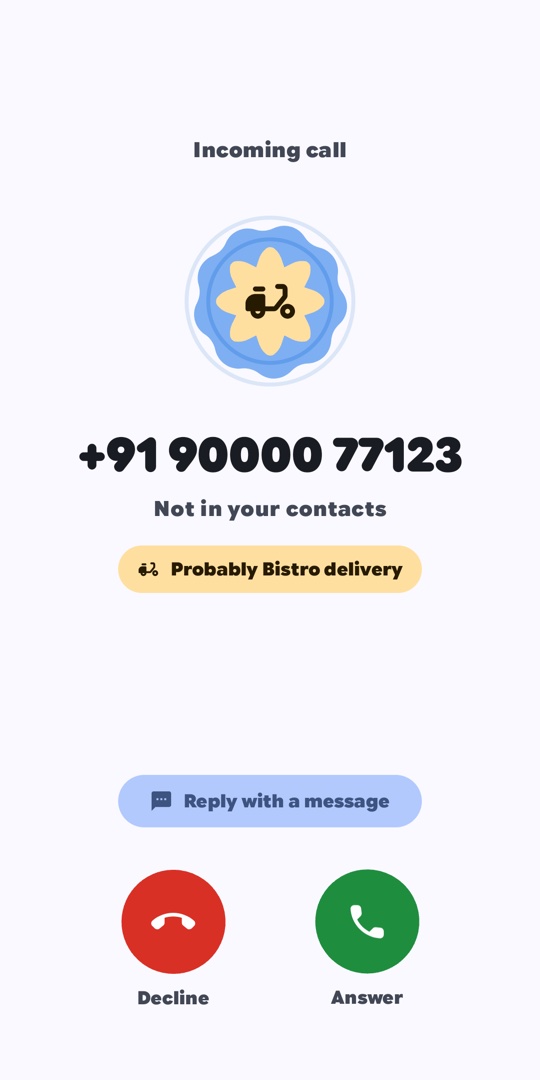 Incoming call
+91 90000 77123
Not in your contacts
Probably Bistro delivery
Reply with a message
Decline
Answer